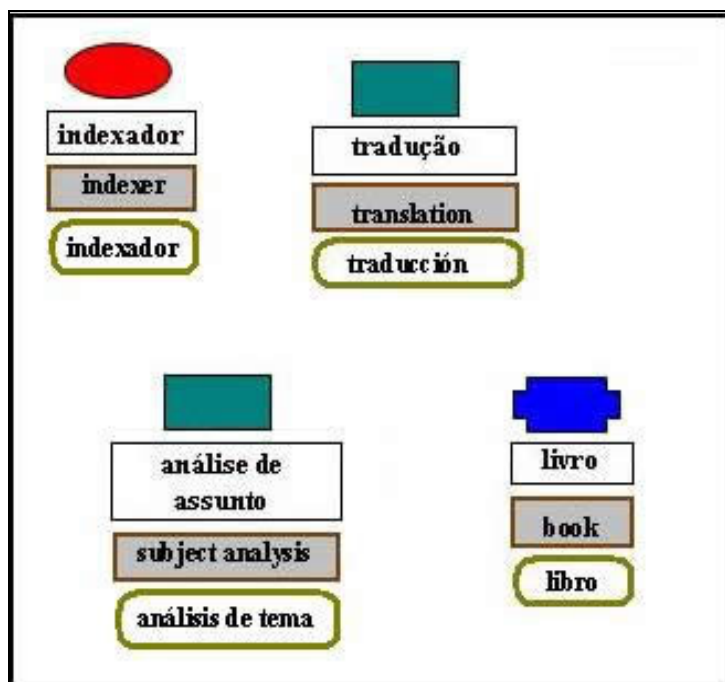 indexador
indexer
indexador
tradução
translation
traducción
análise de
assunto
subject analysis
análisis de tema
livro
book
libro